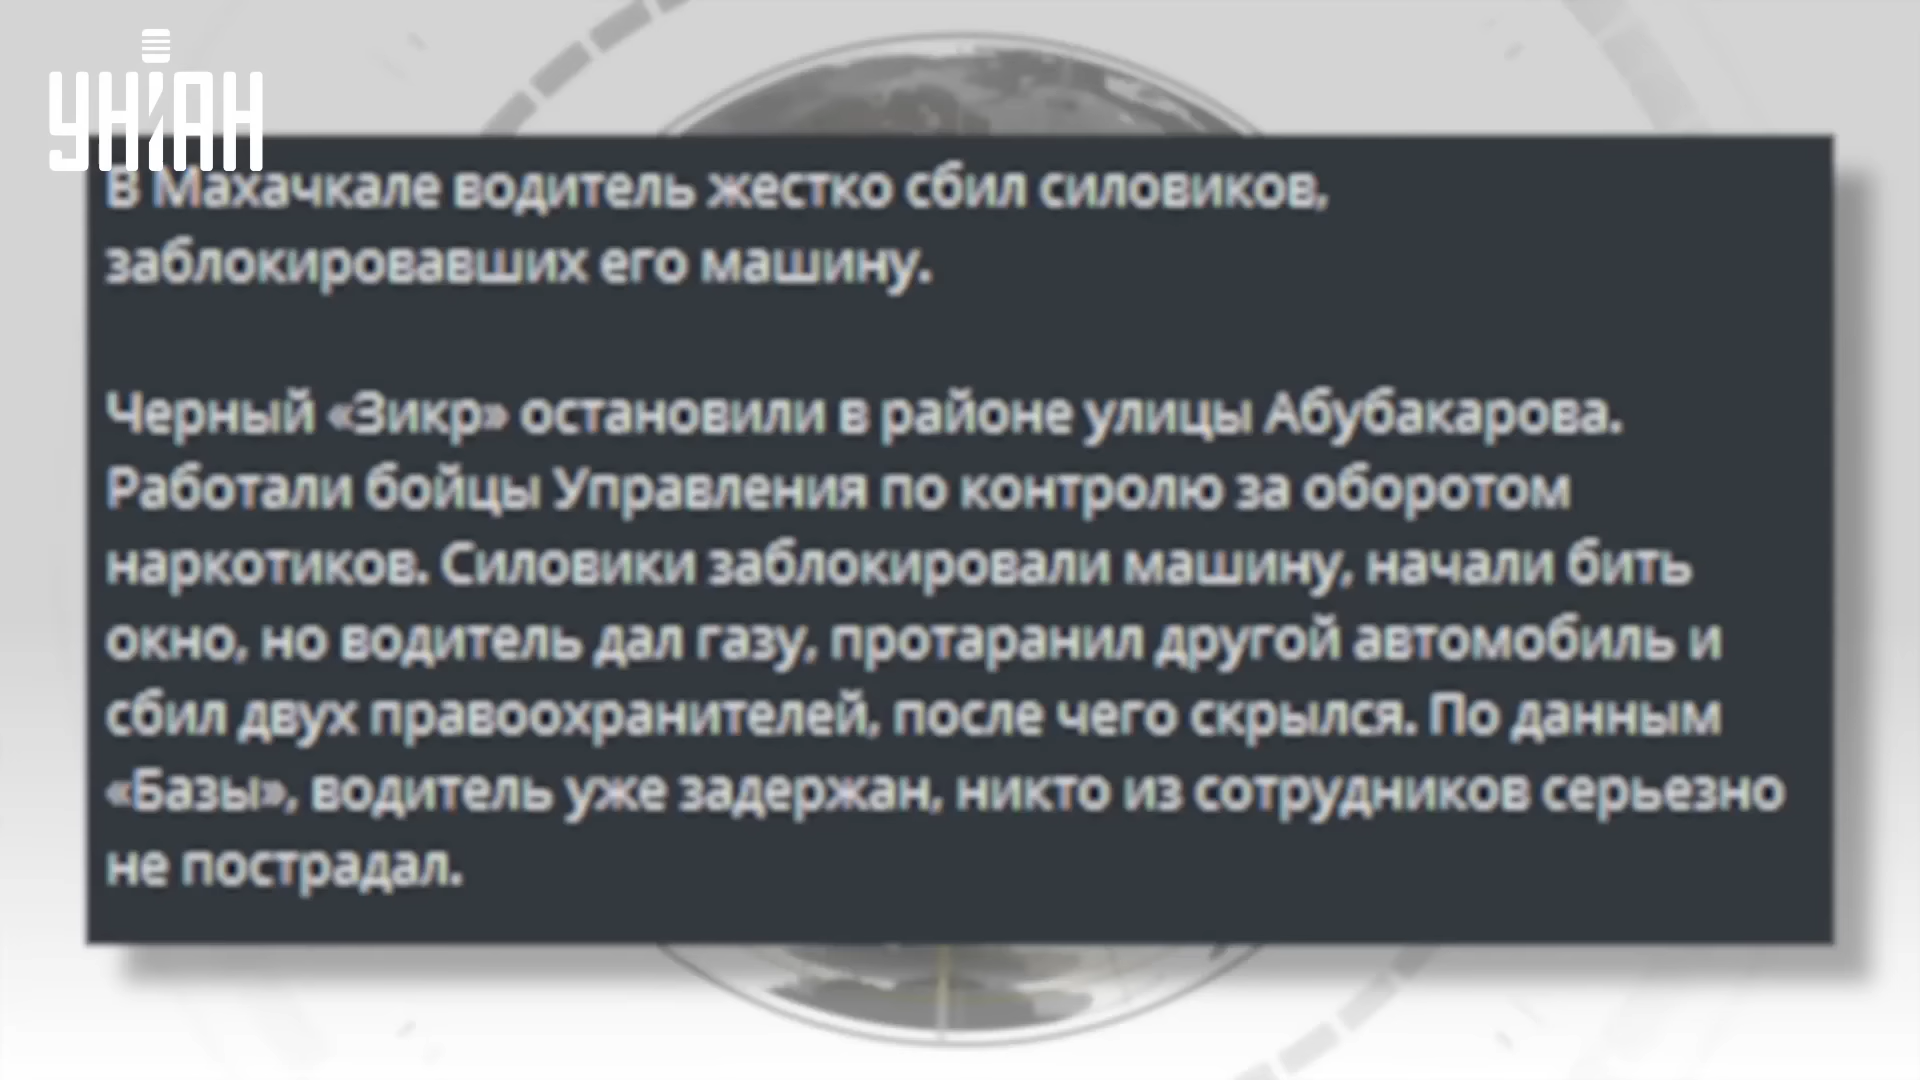 УНІАН
В Махачкале водитель жестко сбил силовиков,
заблокировавших его машину.
Черный «Зикр» остановили в районе улицы Абубакарова.
Работали бойцы Управления по контролю за оборотом
наркотиков. Силовики заблокировали машину, начали бить
окно, но водитель дал газу, протаранил другой автомобиль и
сбил двух правоохранителей, после чего скрылся. По данным
«Базы», водитель уже задержан, никто из сотрудников серьезно
не пострадал.